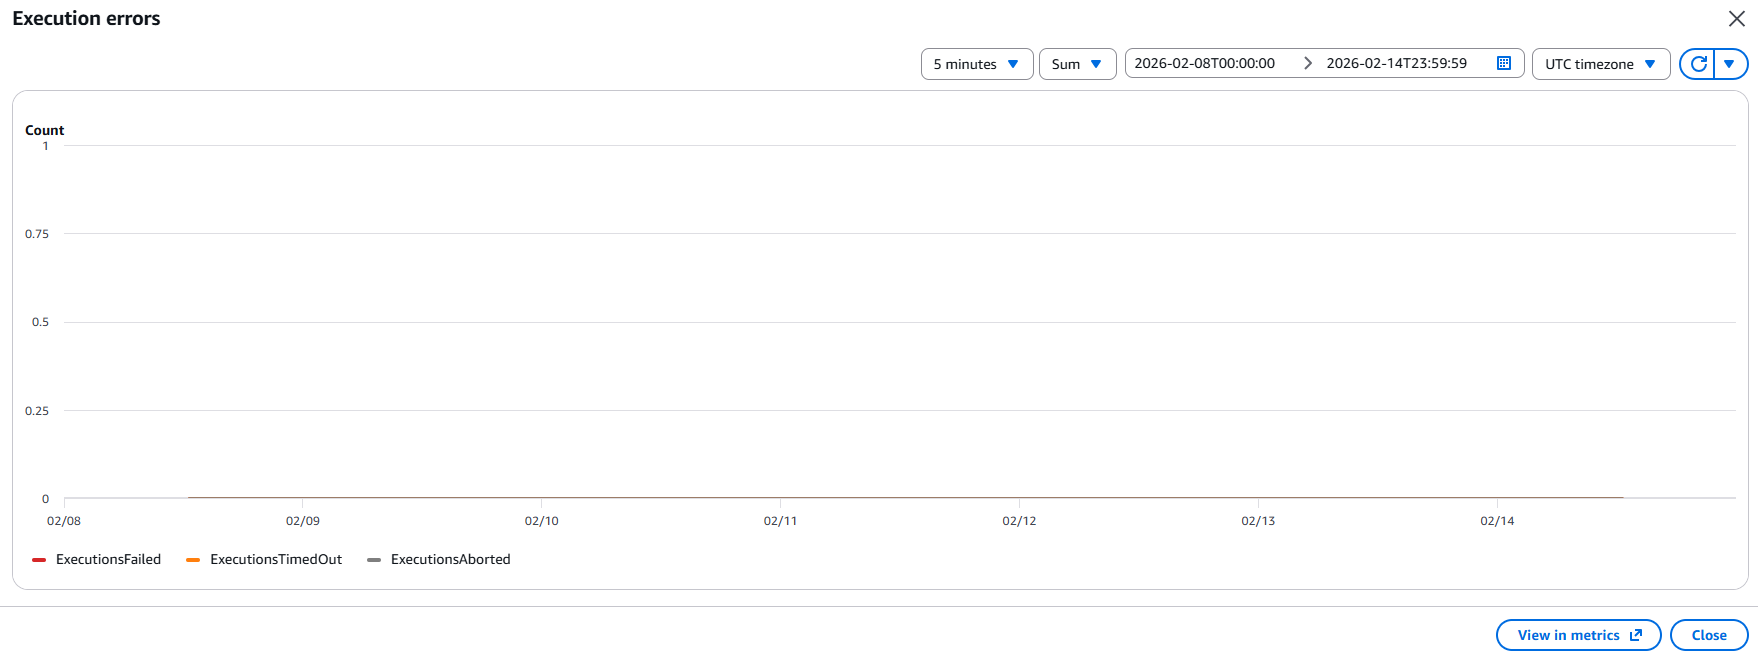 Execution errors
5 minutes Sum 2026-02-08T00:00:00 2026-02-14T23:59:59 UTC timezone
Count
1
0.75
0.5
0.25
0
02/08 02/09 02/10 02/11 02/12 02/13 02/14
ExecutionsFailed ExecutionsTimedOut ExecutionsAborted
View in metrics Close